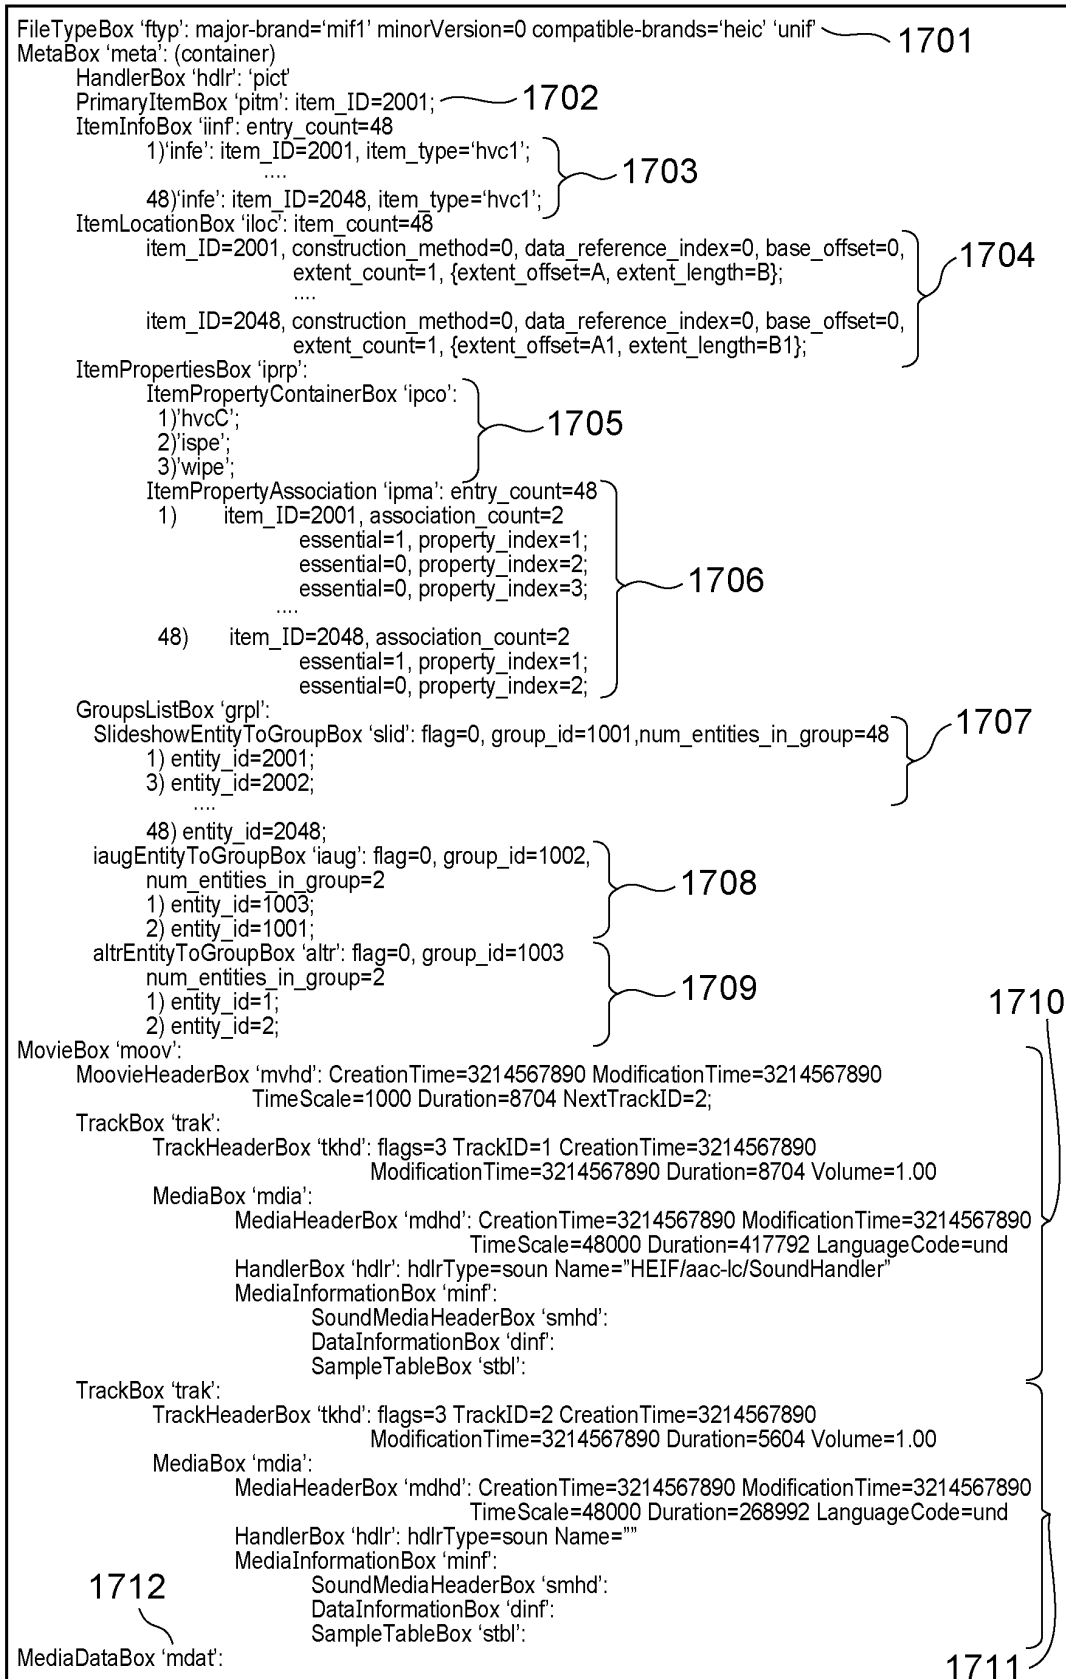 FileTypeBox ‘ftyp’: major-brand=‘mif1’ minorVersion=0 compatible-brands=‘heic’ ‘unif’ 1701
MetaBox ‘meta’: (container)
HandlerBox ‘hdlr’: ‘pict’
PrimaryItemBox ‘pitm’: item_ID=2001; 1702
ItemInfoBox ‘iinf’: entry_count=48
1)‘infe’: item_ID=2001, item_type=‘hvc1’;
.... 1703
48)‘infe’: item_ID=2048, item_type=‘hvc1’;
ItemLocationBox ‘iloc’: item_count=48
item_ID=2001, construction_method=0, data_reference_index=0, base_offset=0, 1704
extent_count=1, {extent_offset=A, extent_length=B};
....
item_ID=2048, construction_method=0, data_reference_index=0, base_offset=0,
extent_count=1, {extent_offset=A1, extent_length=B1};
ItemPropertiesBox ‘iprp’:
ItemPropertyContainerBox ‘ipco’:
1)’hvcC’; 1705
2)’ispe’;
3)’wipe’;
ItemPropertyAssociation ‘ipma’: entry_count=48
1) item_ID=2001, association_count=2
essential=1, property_index=1;
essential=0, property_index=2;
essential=0, property_index=3; 1706
....
48) item_ID=2048, association_count=2
essential=1, property_index=1;
essential=0, property_index=2;
GroupsListBox ‘grpl’:
SlideshowEntityToGroupBox ‘slid’: flag=0, group_id=1001,num_entities_in_group=48 1707
1) entity_id=2001;
3) entity_id=2002;
....
48) entity_id=2048;
iaugEntityToGroupBox ‘iaug’: flag=0, group_id=1002,
num_entities_in_group=2 1708
1) entity_id=1003;
2) entity_id=1001;
altrEntityToGroupBox ‘altr’: flag=0, group_id=1003
num_entities_in_group=2 1709
1) entity_id=1; 1710
2) entity_id=2;
MovieBox ‘moov’:
MoovieHeaderBox ‘mvhd’: CreationTime=3214567890 ModificationTime=3214567890
TimeScale=1000 Duration=8704 NextTrackID=2;
TrackBox ‘trak’:
TrackHeaderBox ‘tkhd’: flags=3 TrackID=1 CreationTime=3214567890
ModificationTime=3214567890 Duration=8704 Volume=1.00
MediaBox ‘mdia’:
MediaHeaderBox ‘mdhd’: CreationTime=3214567890 ModificationTime=3214567890
TimeScale=48000 Duration=417792 LanguageCode=und
HandlerBox ‘hdlr’: hdlrType=soun Name=”HEIF/aac-lc/SoundHandler”
MediaInformationBox ‘minf’:
SoundMediaHeaderBox ‘smhd’:
DataInformationBox ‘dinf’:
SampleTableBox ‘stbl’:
TrackBox ‘trak’:
TrackHeaderBox ‘tkhd’: flags=3 TrackID=2 CreationTime=3214567890
ModificationTime=3214567890 Duration=5604 Volume=1.00
MediaBox ‘mdia’:
MediaHeaderBox ‘mdhd’: CreationTime=3214567890 ModificationTime=3214567890
TimeScale=48000 Duration=268992 LanguageCode=und
HandlerBox ‘hdlr’: hdlrType=soun Name=””
MediaInformationBox ‘minf’:
SoundMediaHeaderBox ‘smhd’:
1712 DataInformationBox ‘dinf’:
SampleTableBox ‘stbl’:
MediaDataBox ‘mdat’: 1711